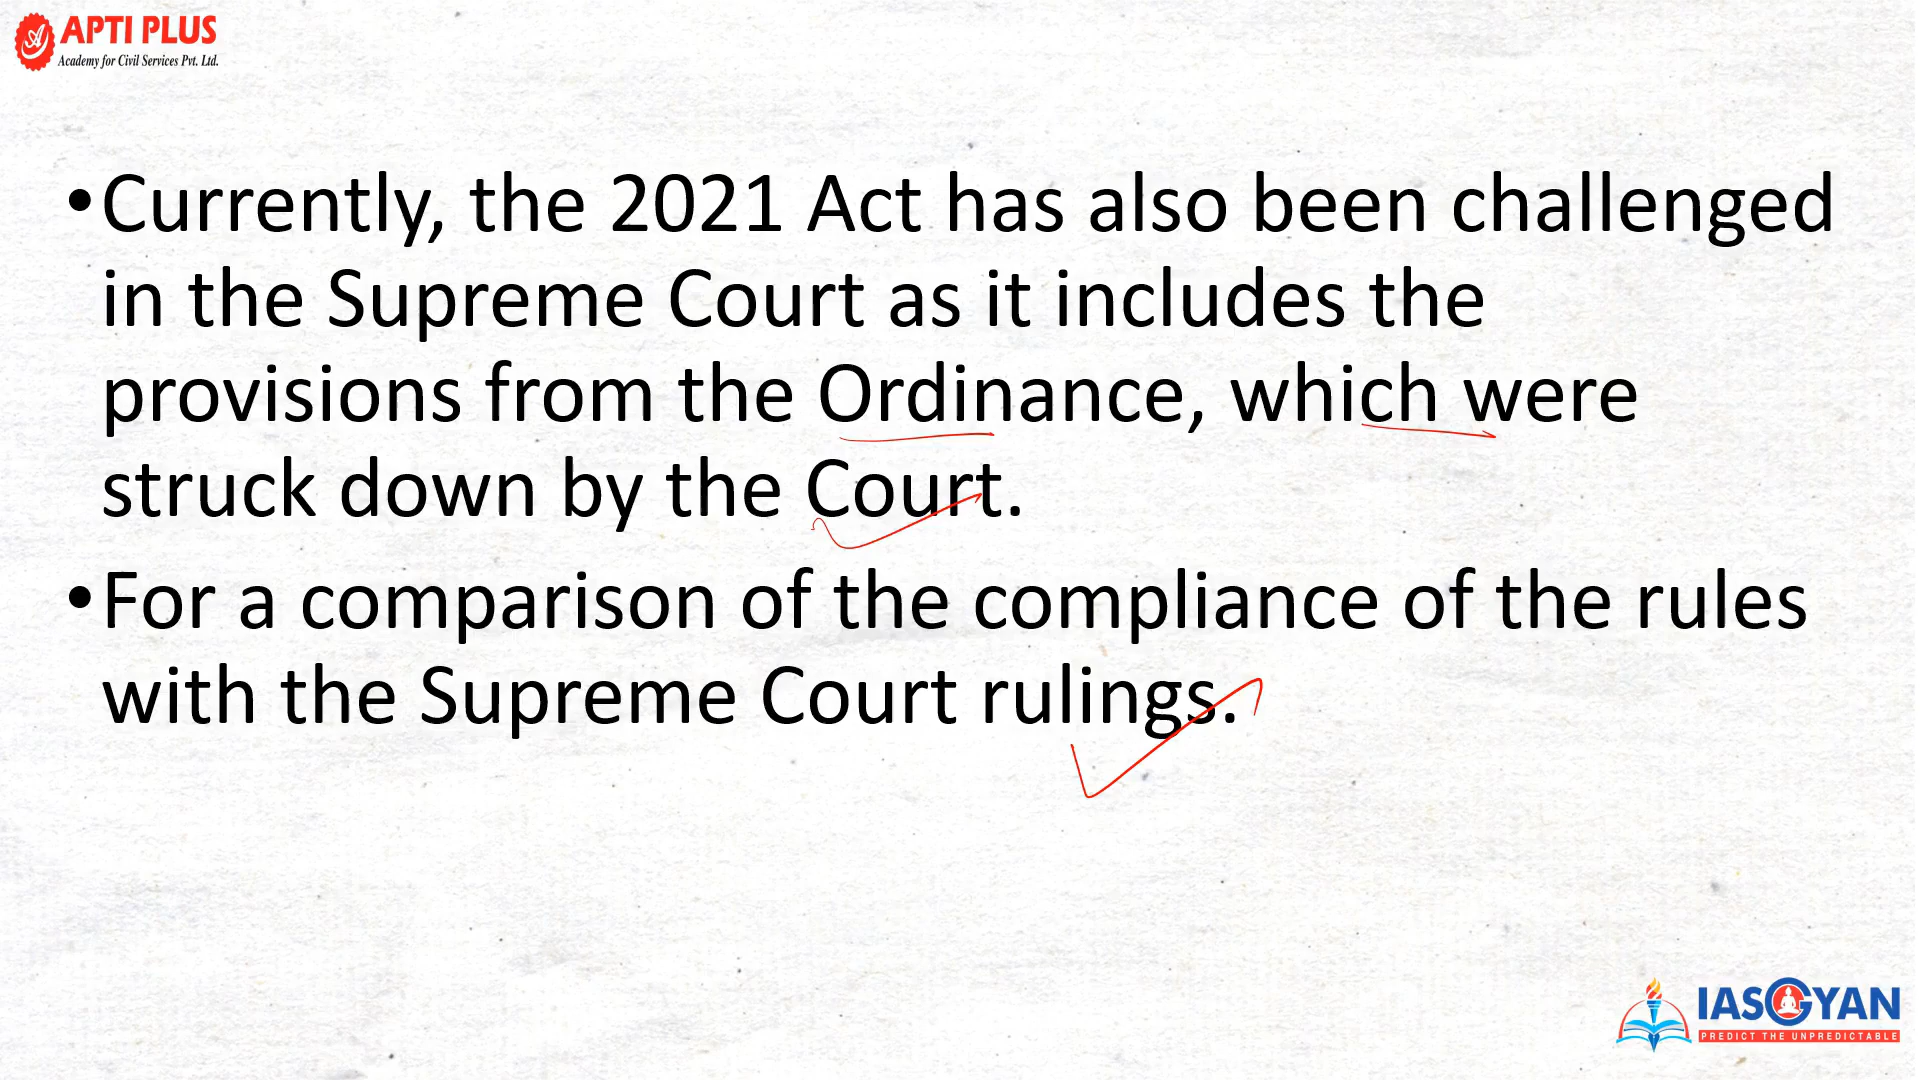 APTI PLUS
Academy for Civil Services Pvt. Ltd.
•Currently, the 2021 Act has also been challenged
in the Supreme Court as it includes the
provisions from the Ordinance, which were
struck down by the Court.
•For a comparison of the compliance of the rules
with the Supreme Court rulings.
IASGYAN
PREDICT THE UNPREDICTABLE